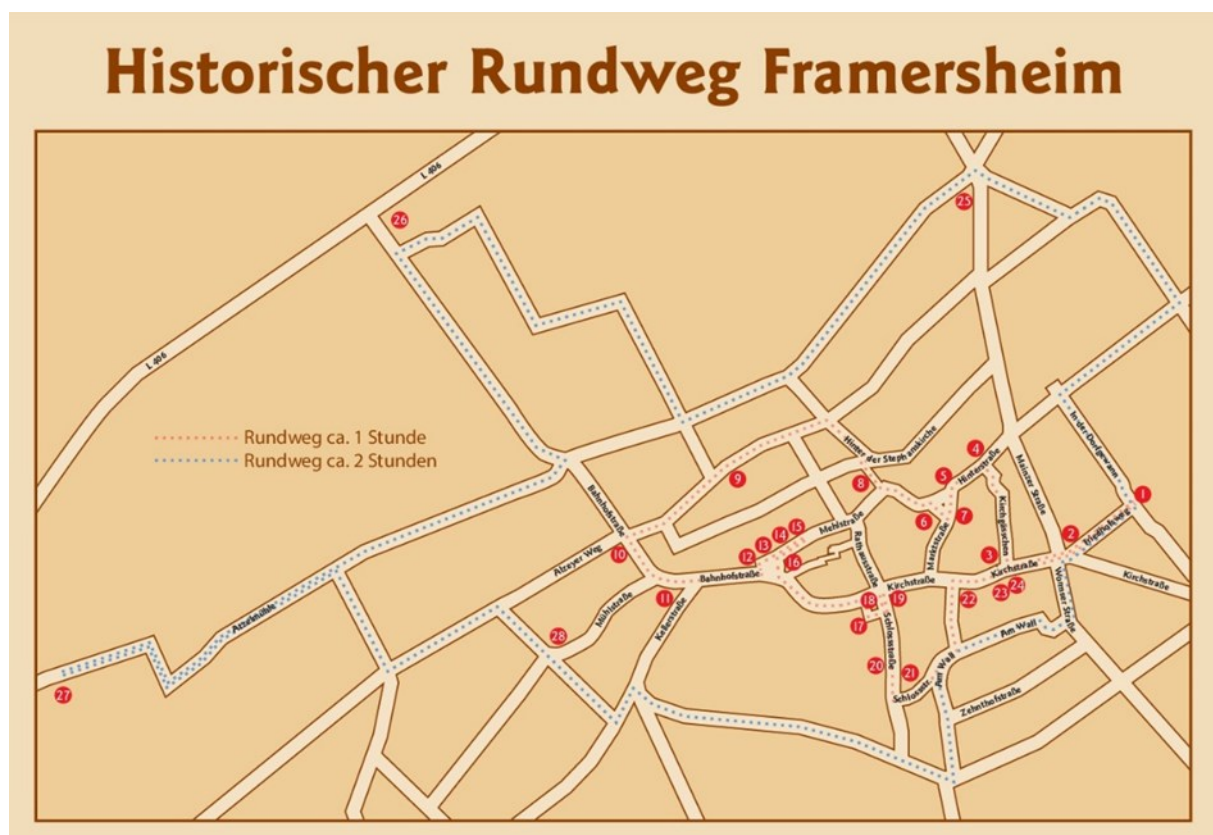 Historischer Rundweg Framersheim
L 406
26
25
L 406
Rundweg ca. 1 Stunde
Rundweg ca. 2 Stunden
Hinter der Stephanskirche
4
Hinterstraße
Mainzer Straße
In der Dorfgewann
5
9
8
Bahnhofstraße
1
Kirchgässchen
6
7
Mehlstraße
15
14
13
12
16
2
Friedhofsweg
10
Alzeyer Weg
Rathausstraße
Marktstraße
3
Kirchstraße
Kirchstraße
Kirchstraße
Bahnhofstraße
11
Mühlstraße
Kellerstraße
18
19
22
23
24
Wormser Straße
Atzelmühle
17
Schlossstraße
Am Wall
28
20
21
Am Wall
Schlossstr.
27
Zehnthofstraße